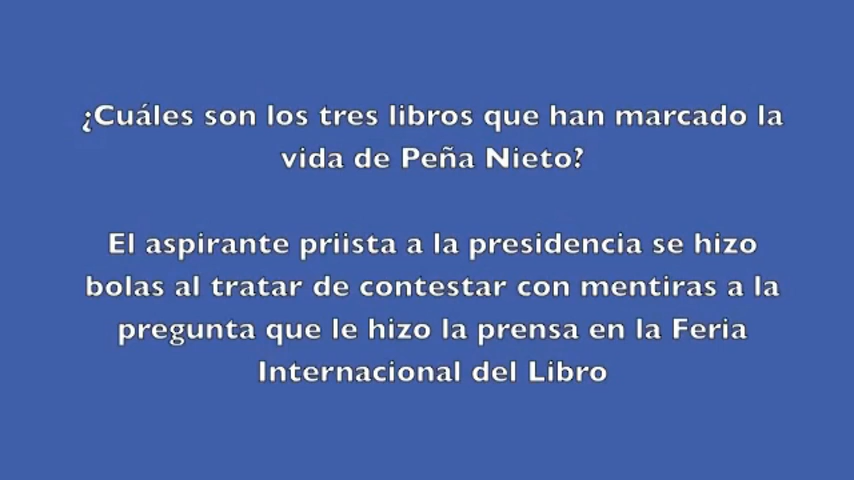 ¿Cuáles son los tres libros que han marcado la
vida de Peña Nieto?
El aspirante priista a la presidencia se hizo
bolas al tratar de contestar con mentiras a la
pregunta que le hizo la prensa en la Feria
Internacional del Libro